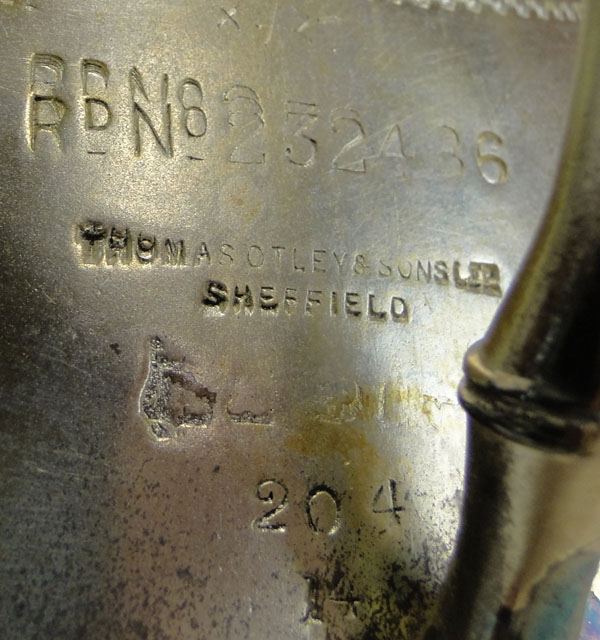 RD No 232436
THOMAS OTLEY & SONS LTD
SHEFFIELD
204